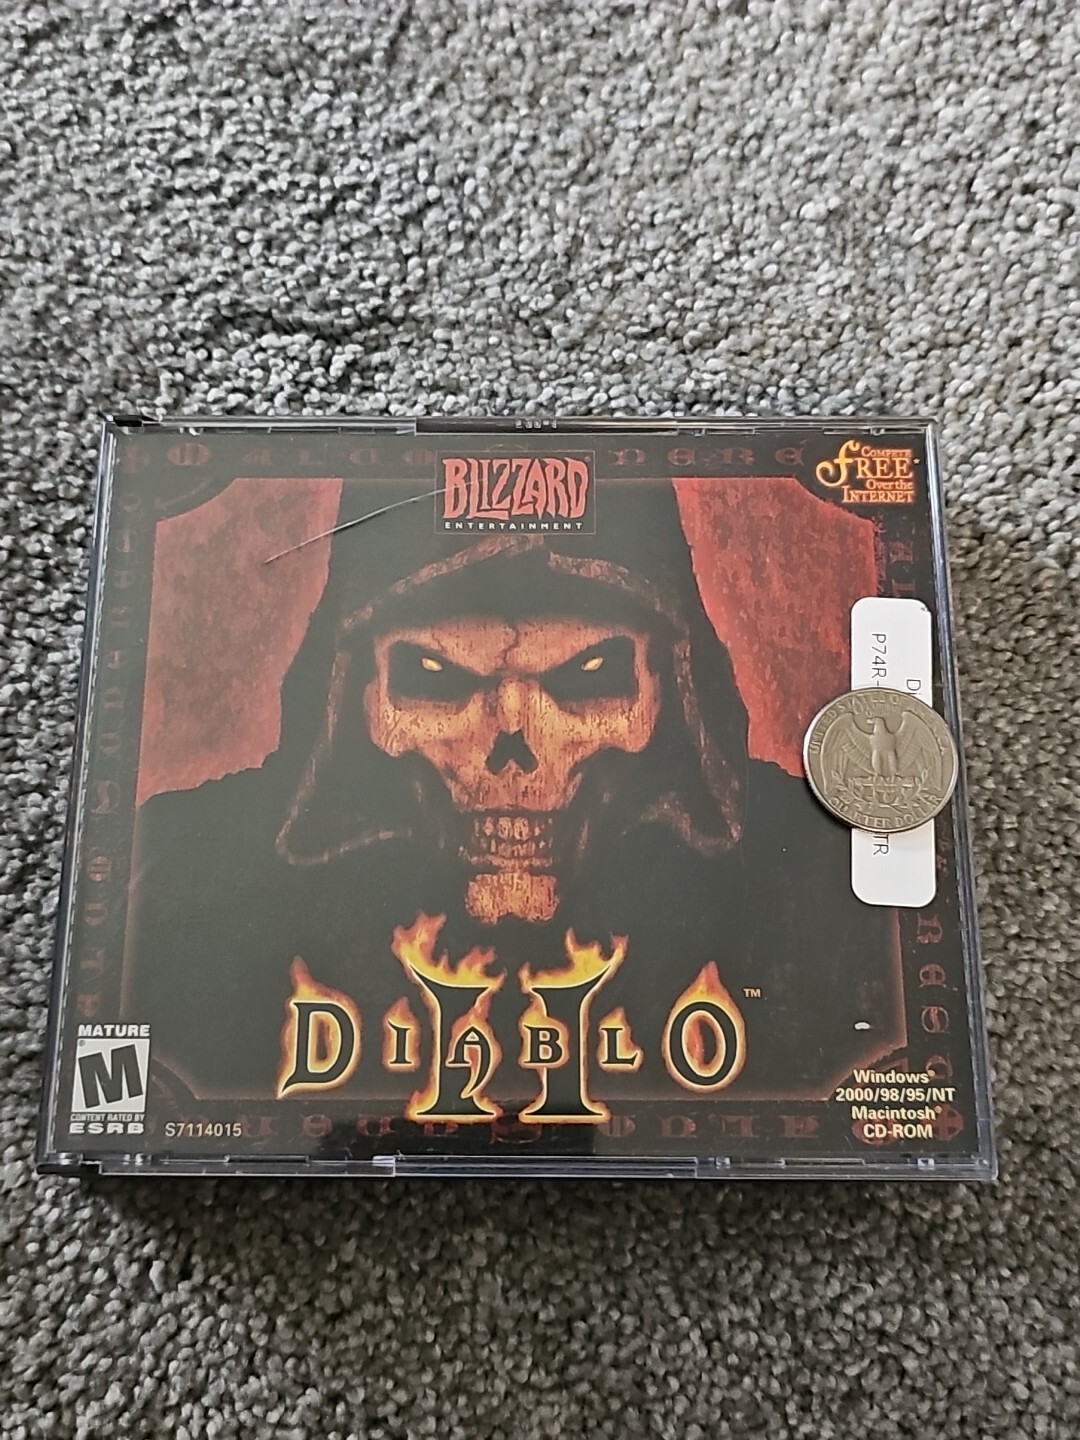 BLIZZARD
ENTERTAINMENT
COMPETE
FREE*
Over the
INTERNET
P74R-
TR
UNITED STATES OF AMERICA
QUARTER DOLLAR
DIABLO II™
MATURE
M
CONTENT RATED BY
ESRB
S7114015
Windows®
2000/98/95/NT
Macintosh®
CD-ROM